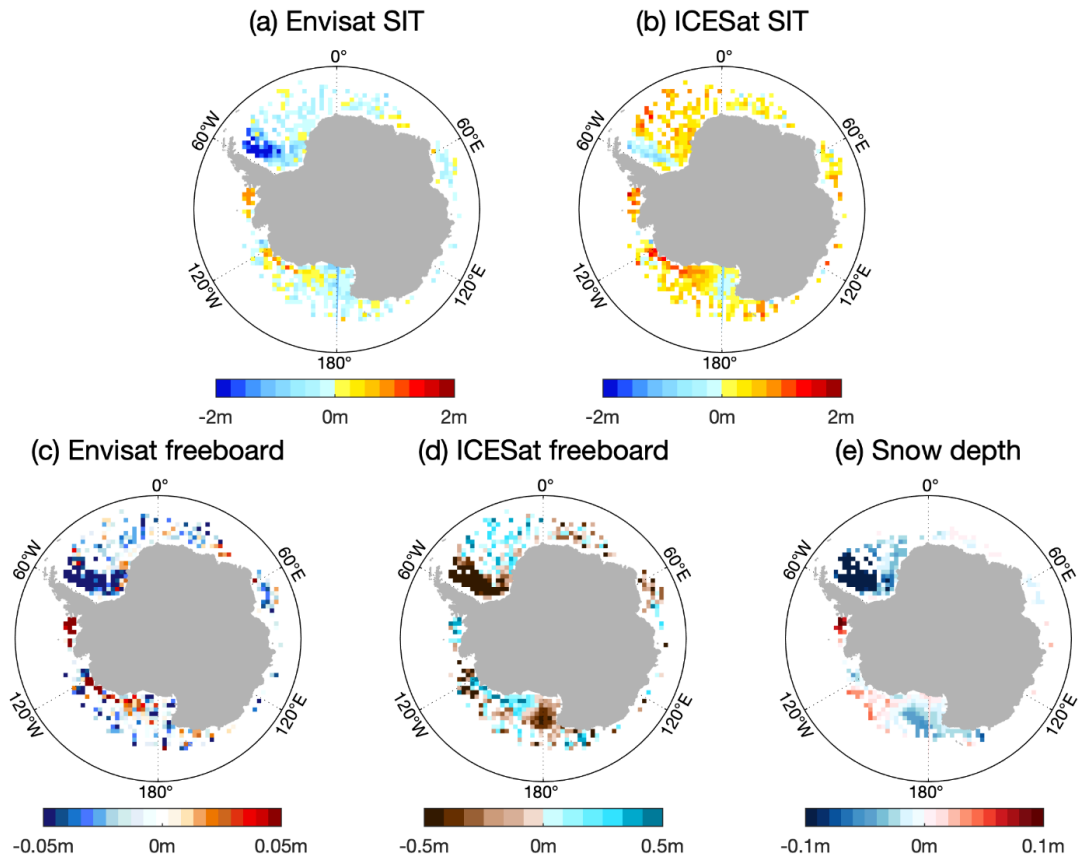 (a) Envisat SIT
(b) ICESat SIT
0°
0°
60°W
60°E
60°W
60°E
120°W
120°E
120°W
120°E
180°
180°
-2m 0m 2m
-2m 0m 2m
(c) Envisat freeboard
(d) ICESat freeboard
(e) Snow depth
0°
0°
0°
60°W
60°E
60°W
60°E
60°W
60°E
120°W
120°E
120°W
120°E
120°W
120°E
180°
180°
180°
-0.05m 0m 0.05m
-0.5m 0m 0.5m
-0.1m 0m 0.1m